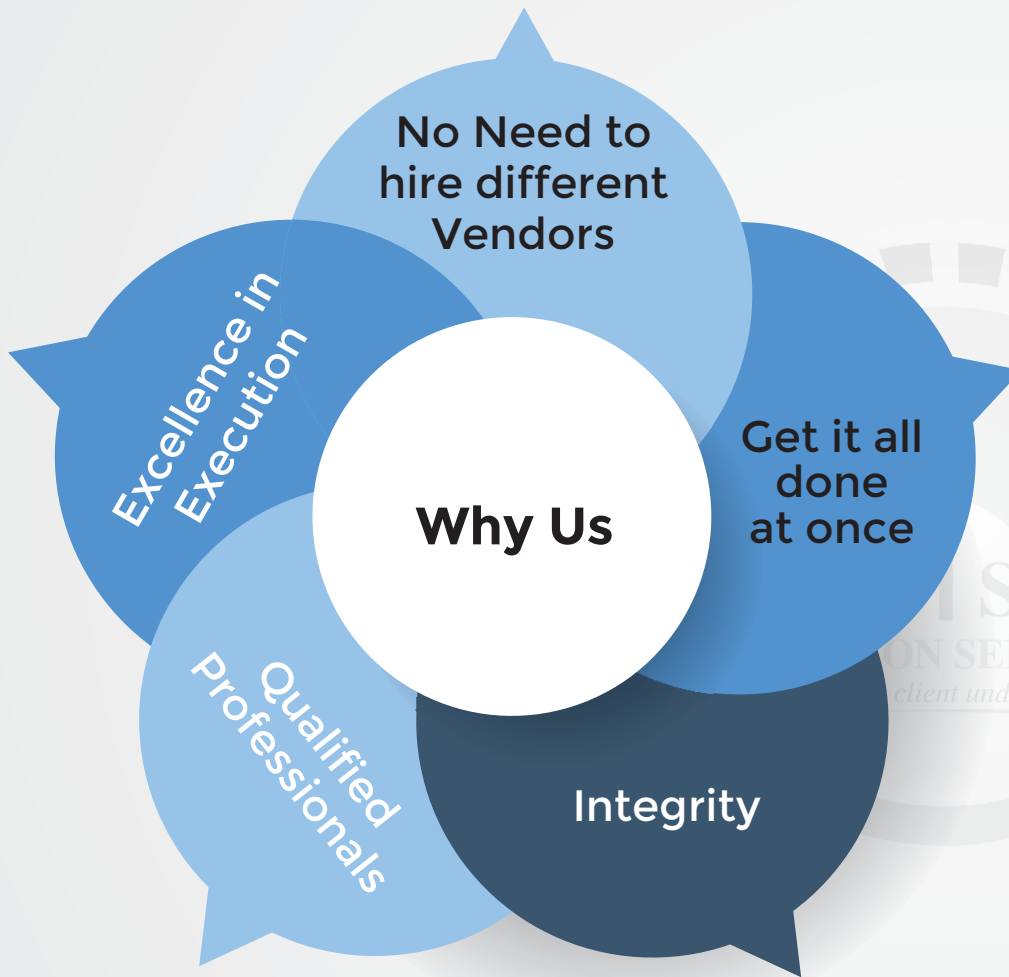 No Need to
hire different
Vendors
Get it all
done
at once
Integrity
Qualified
Professionals
Excellence in
Execution
Why Us
client